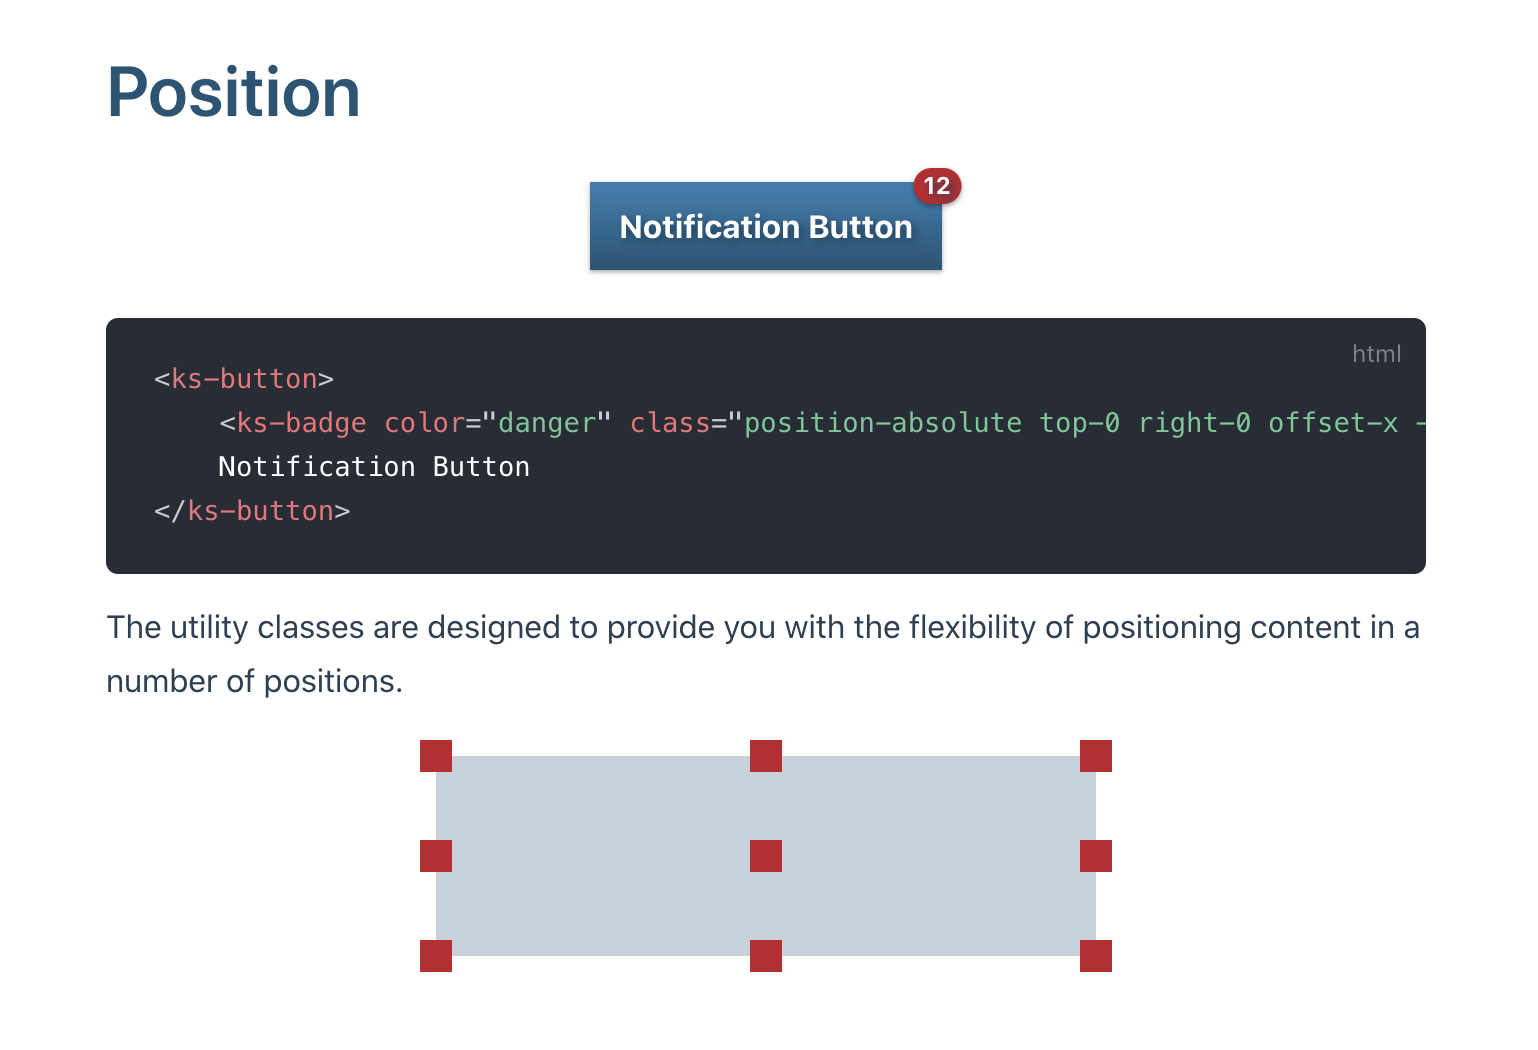 Position
12
Notification Button
html
<ks-button>
    <ks-badge color="danger" class="position-absolute top-0 right-0 offset-x -
    Notification Button
</ks-button>
The utility classes are designed to provide you with the flexibility of positioning content in a
number of positions.